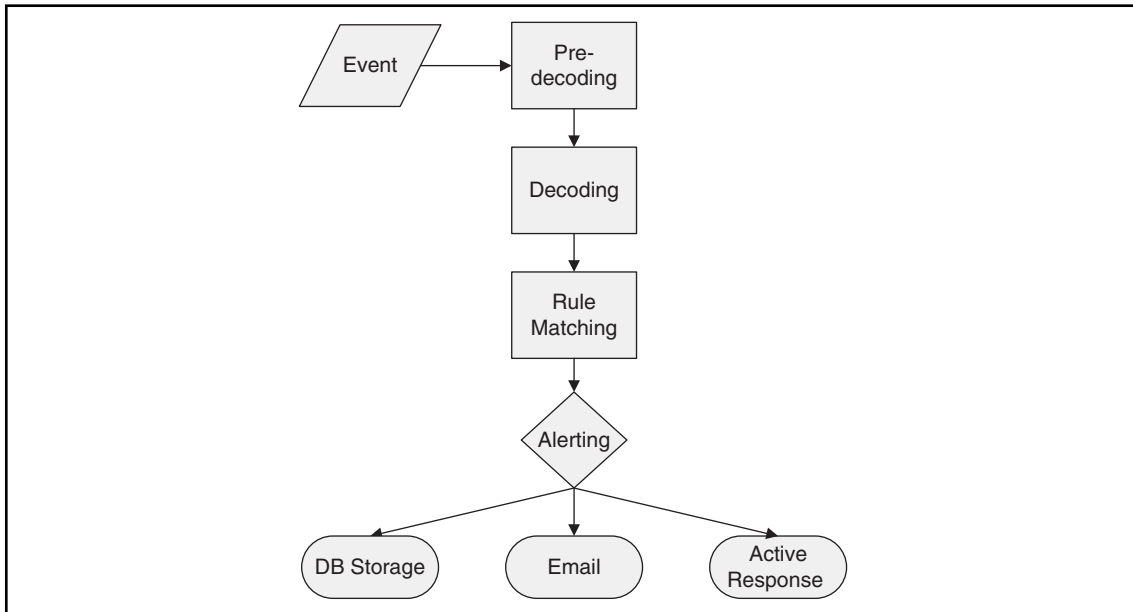 Event
Pre-
decoding
Decoding
Rule
Matching
Alerting
DB Storage
Email
Active
Response